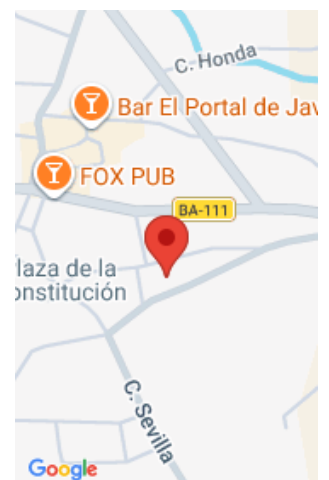 C. Honda
Bar El Portal de Jav
FOX PUB
BA-111
laza de la
onstitución
C. Sevilla
Google